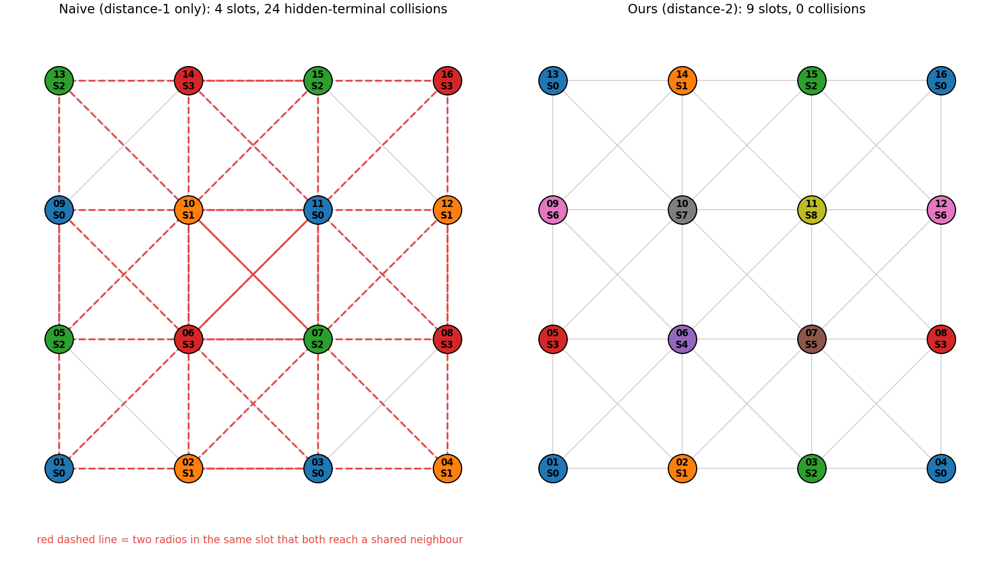 Naive (distance-1 only): 4 slots, 24 hidden-terminal collisions
13
S2
14
S3
15
S2
16
S3
09
S0
10
S1
11
S0
12
S1
05
S2
06
S3
07
S2
08
S3
01
S0
02
S1
03
S0
04
S1
red dashed line = two radios in the same slot that both reach a shared neighbour
Ours (distance-2): 9 slots, 0 collisions
13
S0
14
S1
15
S2
16
S0
09
S6
10
S7
11
S8
12
S6
05
S3
06
S4
07
S5
08
S3
01
S0
02
S1
03
S2
04
S0